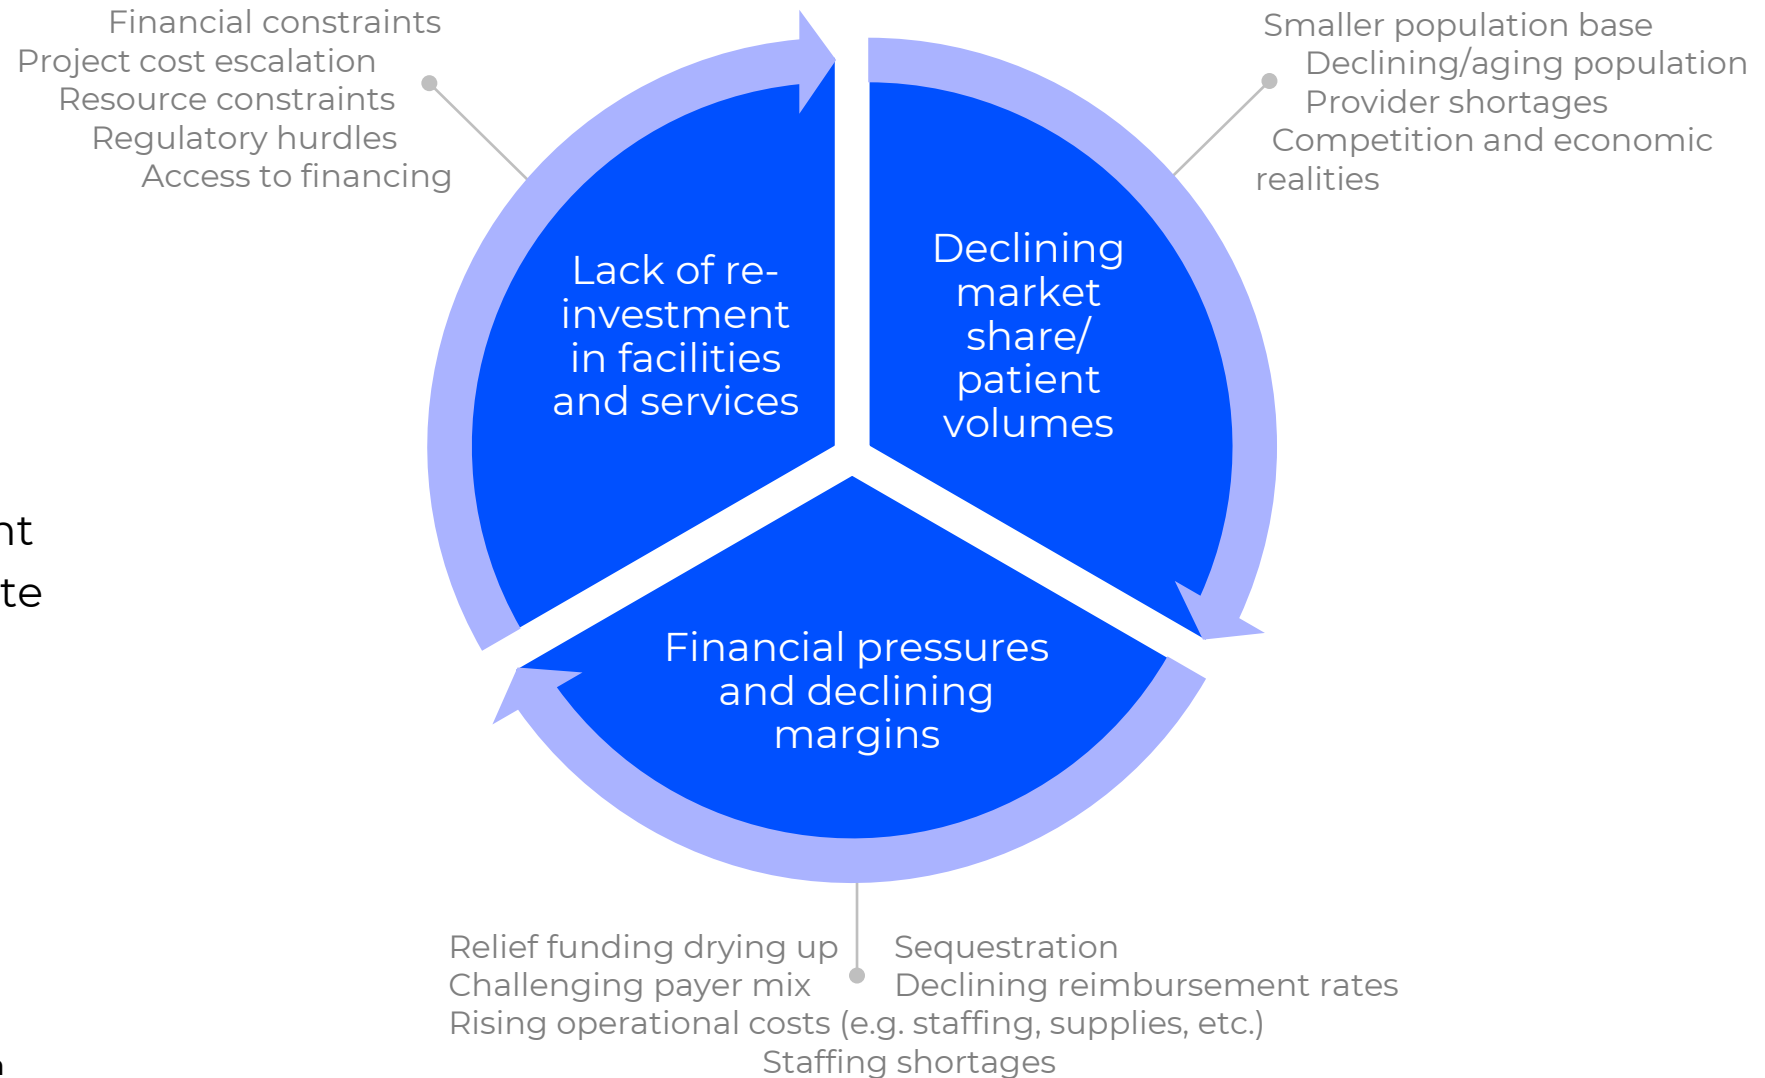 Financial constraints
Project cost escalation
Resource constraints
Regulatory hurdles
Access to financing
Smaller population base
Declining/aging population
Provider shortages
Competition and economic
realities
Lack of re-
investment
in facilities
and services
Declining
market
share/
patient
volumes
nt
te
Financial pressures
and declining
margins
Relief funding drying up
Sequestration
Challenging payer mix
Declining reimbursement rates
Rising operational costs (e.g. staffing, supplies, etc.)
Staffing shortages